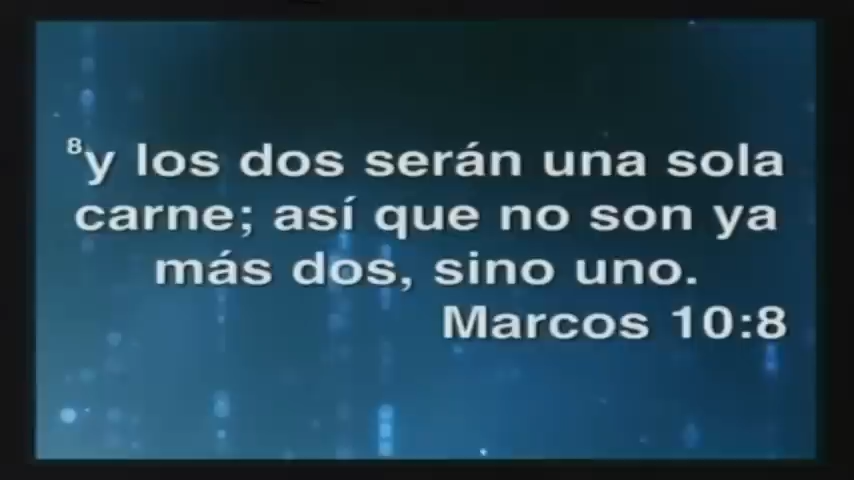 ⁸y los dos serán una sola
carne; así que no son ya
más dos, sino uno.
Marcos 10:8